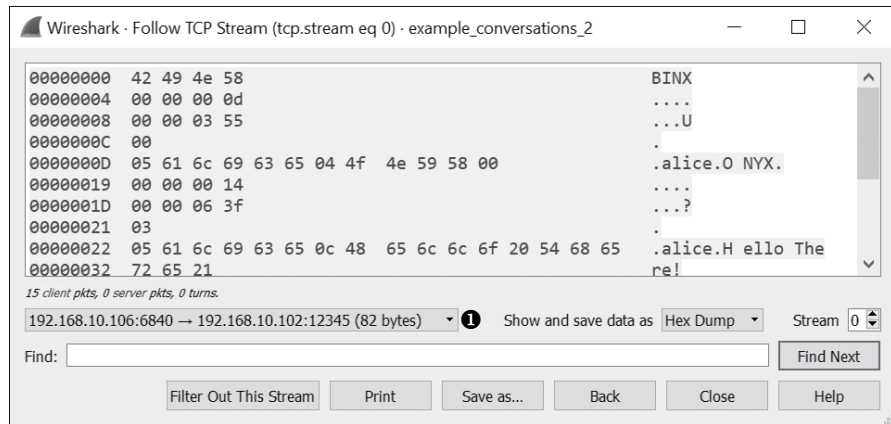 Wireshark · Follow TCP Stream (tcp.stream eq 0) · example_conversations_2
00000000 42 49 4e 58 BINX
00000004 00 00 00 0d ....
00000008 00 00 03 55 ...U
0000000C 00 .
0000000D 05 61 6c 69 63 65 04 4f 4e 59 58 00 .alice.O NYX.
00000019 00 00 00 14 ....
0000001D 00 00 06 3f ...?
00000021 03 .
00000022 05 61 6c 69 63 65 0c 48 65 6c 6c 6f 20 54 68 65 .alice.H ello The
00000032 72 65 21 re!
15 client pkts, 0 server pkts, 0 turns.
192.168.10.106:6840 → 192.168.10.102:12345 (82 bytes) ❶ Show and save data as Hex Dump Stream 0
Find: Find Next
Filter Out This Stream Print Save as... Back Close Help